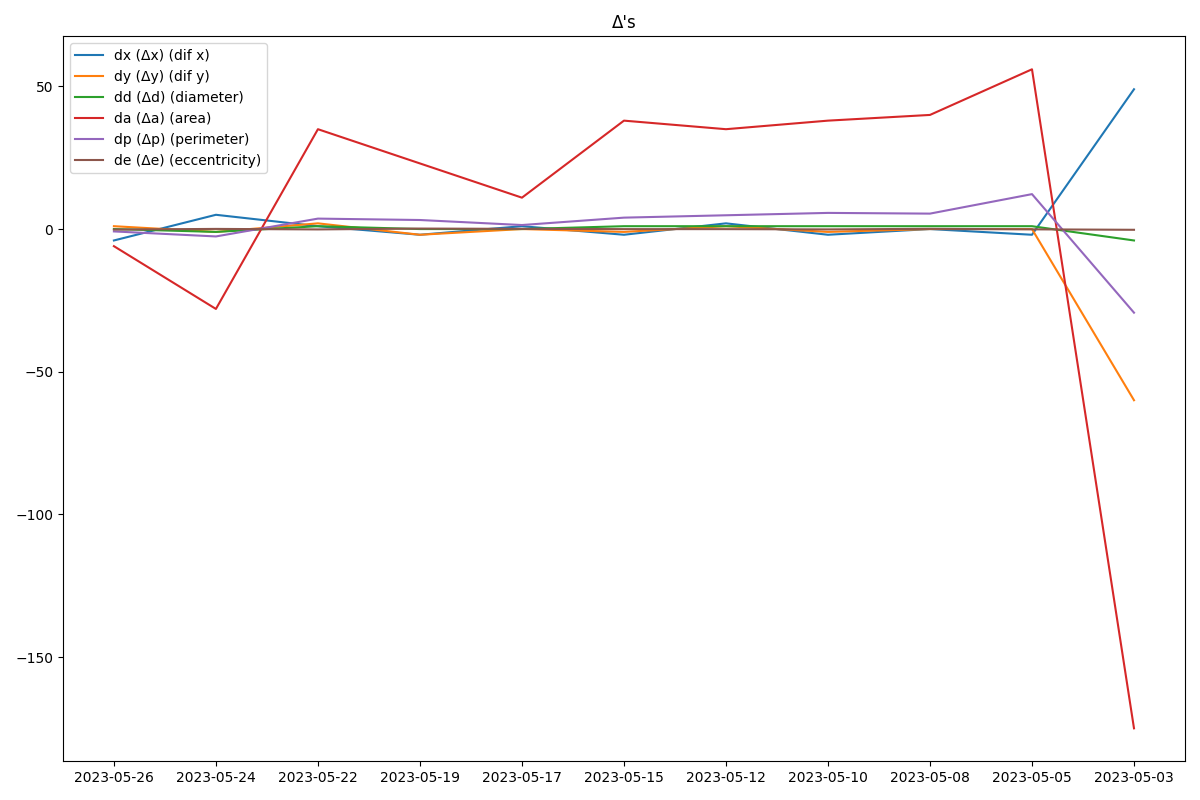 Δ's
dx (Δx) (dif x)
dy (Δy) (dif y)
dd (Δd) (diameter)
da (Δa) (area)
dp (Δp) (perimeter)
de (Δe) (eccentricity)
50
0
−50
−100
−150
2023-05-26 2023-05-24 2023-05-22 2023-05-19 2023-05-17 2023-05-15 2023-05-12 2023-05-10 2023-05-08 2023-05-05 2023-05-03